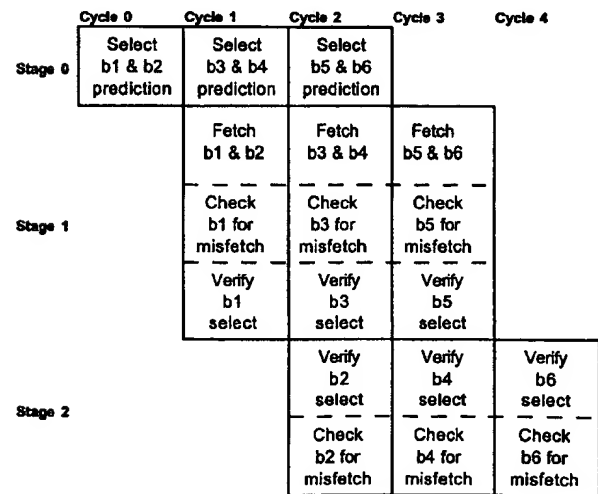 Cycle 0 Cycle 1 Cycle 2 Cycle 3 Cycle 4
Stage 0
Select
b1 & b2
prediction
Select
b3 & b4
prediction
Select
b5 & b6
prediction
Stage 1
Fetch
b1 & b2
Fetch
b3 & b4
Fetch
b5 & b6
Check
b1 for
misfetch
Check
b3 for
misfetch
Check
b5 for
misfetch
Verify
b1
select
Verify
b3
select
Verify
b5
select
Stage 2
Verify
b2
select
Verify
b4
select
Verify
b6
select
Check
b2 for
misfetch
Check
b4 for
misfetch
Check
b6 for
misfetch